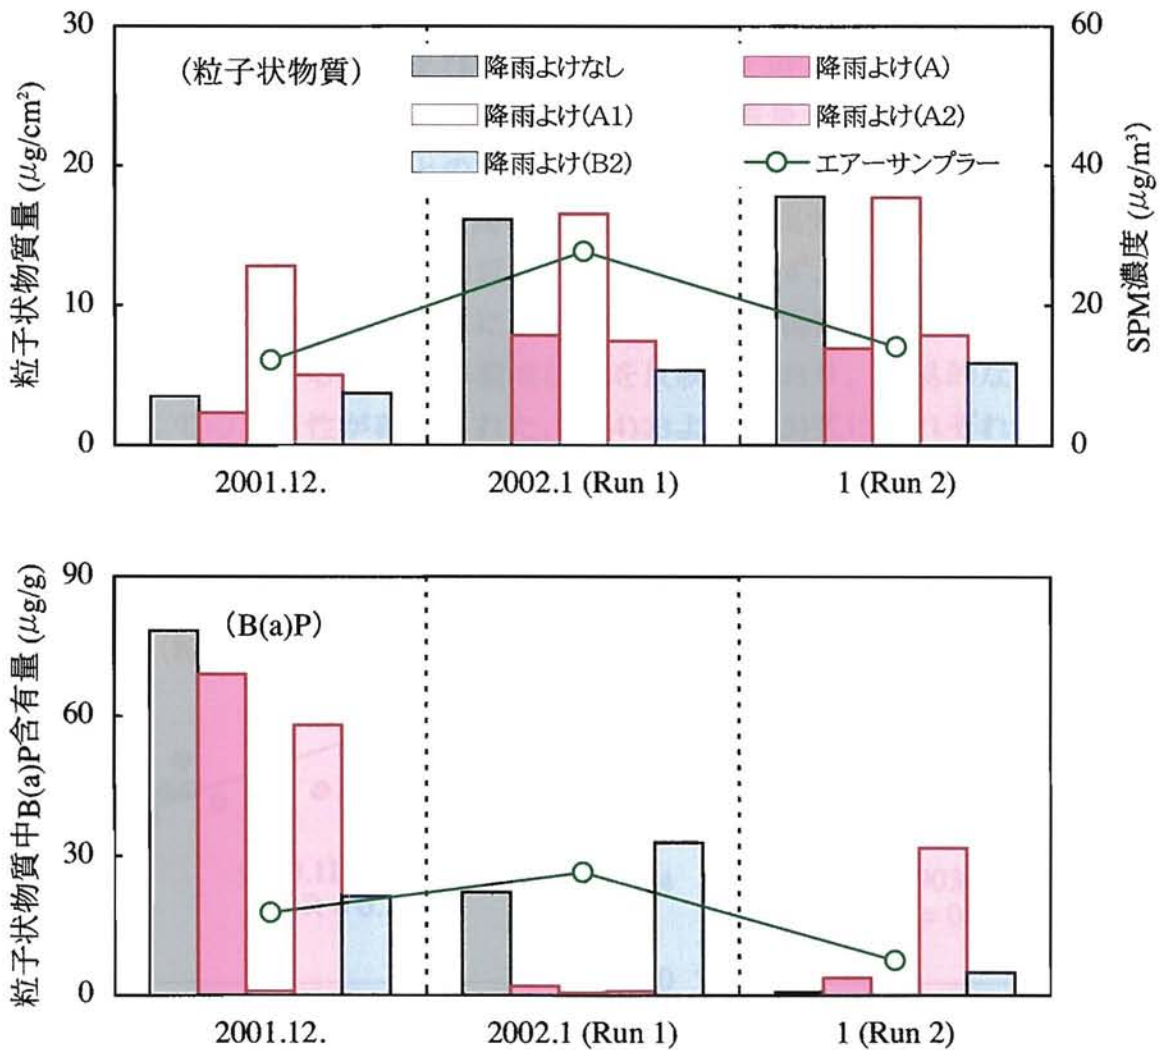 30
20
10
0
粒子状物質量 (μg/cm²)
(粒子状物質)
降雨よけなし
降雨よけ(A)
降雨よけ(A1)
降雨よけ(A2)
降雨よけ(B2)
エアーサンプラー
60
40
20
0
SPM濃度 (μg/m³)
2001.12.
2002.1 (Run 1)
1 (Run 2)
90
60
30
0
粒子状物質中B(a)P含有量 (μg/g)
(B(a)P)
2001.12.
2002.1 (Run 1)
1 (Run 2)